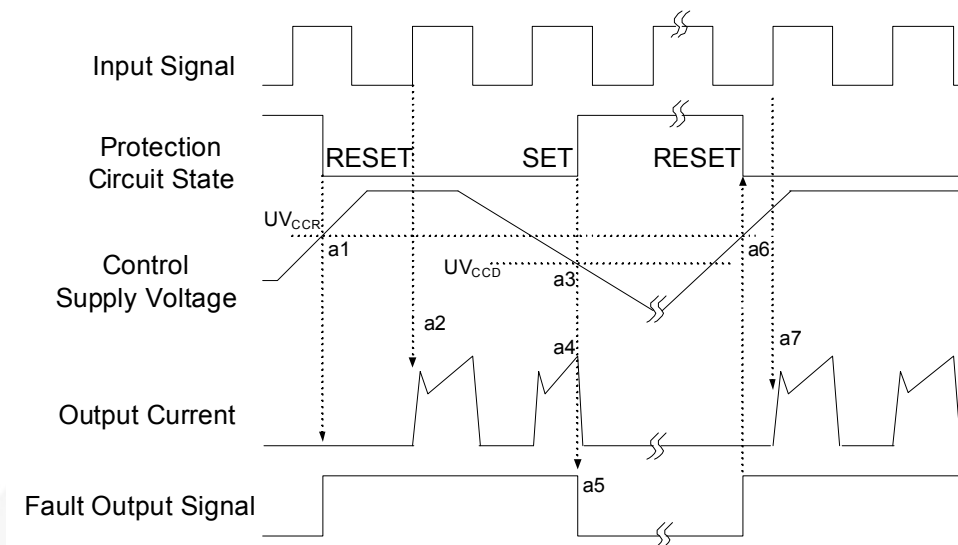 Input Signal
Protection
Circuit State
RESET
SET
RESET
UVCCR
a1
a6
Control
Supply Voltage
UVCCD
a3
a2
a4
a7
Output Current
a5
Fault Output Signal